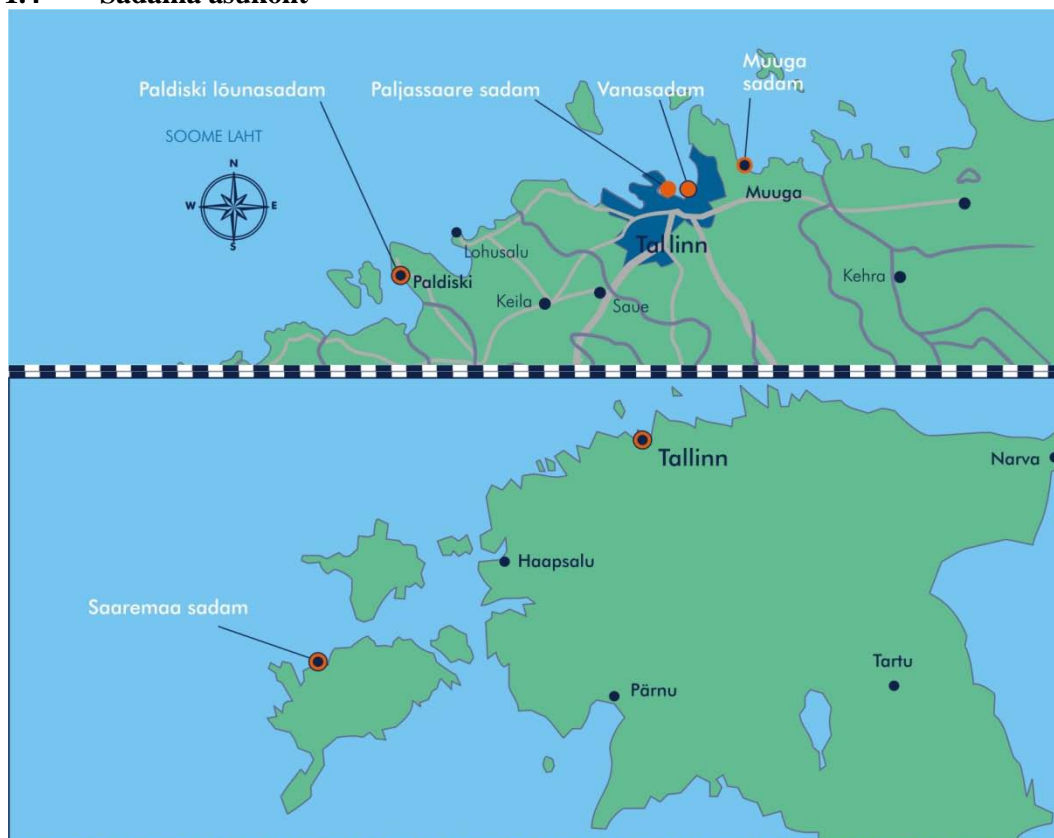 1.4 Sadama asukoht
Paldiski lõunasadam
Paljassaare sadam
Vanasadam
Muuga
sadam
SOOME LAHT
N
W
E
S
Muuga
Lohusalu
Tallinn
Paldiski
Keila
Saue
Kehra
Tallinn
Narva
Haapsalu
Saaremaa sadam
Tartu
Pärnu